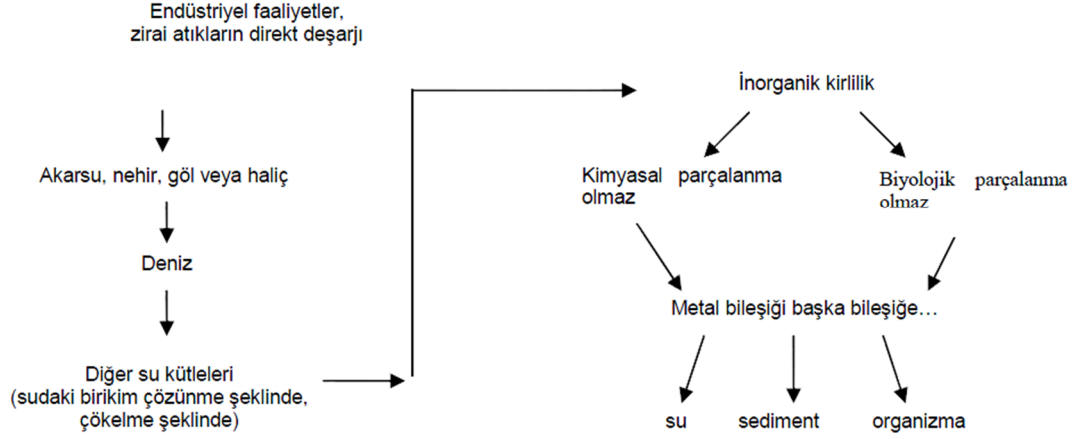 Endüstriyel faaliyetler,
zirai atıkların direkt deşarjı
Akarsu, nehir, göl veya haliç
Deniz
Diğer su kütleleri
(sudaki birikim çözünme şeklinde,
çökelme şeklinde)
İnorganik kirlilik
Kimyasal parçalanma
olmaz
Biyolojik parçalanma
olmaz
Metal bileşiği başka bileşiğe…
su
sediment
organizma